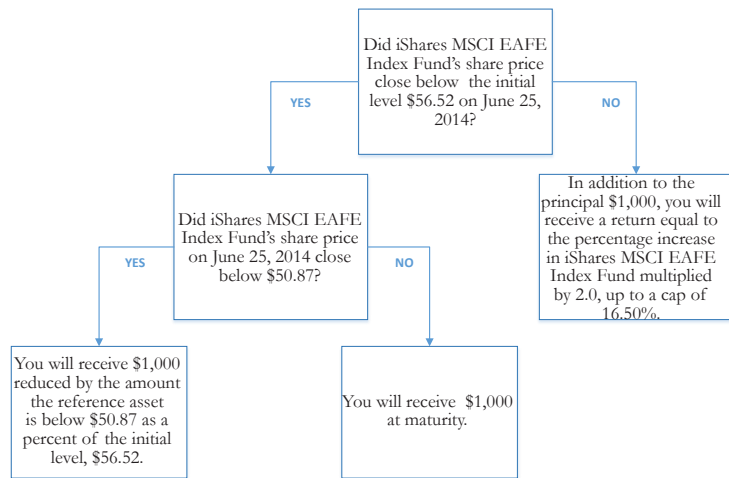 Did iShares MSCI EAFE
Index Fund's share price
close below the initial
level $56.52 on June 25,
2014?
YES
NO
Did iShares MSCI EAFE
Index Fund's share price
on June 25, 2014 close
below $50.87?
In addition to the
principal $1,000, you will
receive a return equal to
the percentage increase
in iShares MSCI EAFE
Index Fund multiplied
by 2.0, up to a cap of
16.50%.
YES
NO
You will receive $1,000
reduced by the amount
the reference asset
is below $50.87 as a
percent of the initial
level, $56.52.
You will receive $1,000
at maturity.